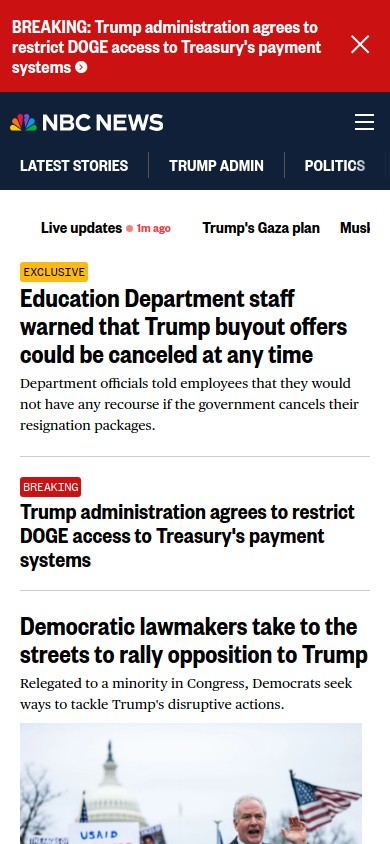 BREAKING: Trump administration agrees to
restrict DOGE access to Treasury's payment
systems
NBC NEWS
LATEST STORIES
TRUMP ADMIN
POLITICS
Live updates
1m ago
Trump's Gaza plan
Musk
EXCLUSIVE
Education Department staff
warned that Trump buyout offers
could be canceled at any time
Department officials told employees that they would
not have any recourse if the government cancels their
resignation packages.
BREAKING
Trump administration agrees to restrict
DOGE access to Treasury's payment
systems
Democratic lawmakers take to the
streets to rally opposition to Trump
Relegated to a minority in Congress, Democrats seek
ways to tackle Trump's disruptive actions.
USAID